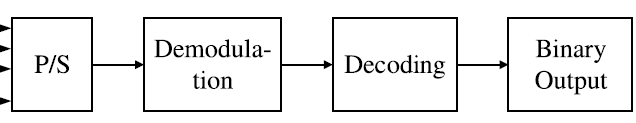 P/S
Demodula-
tion
Decoding
Binary
Output